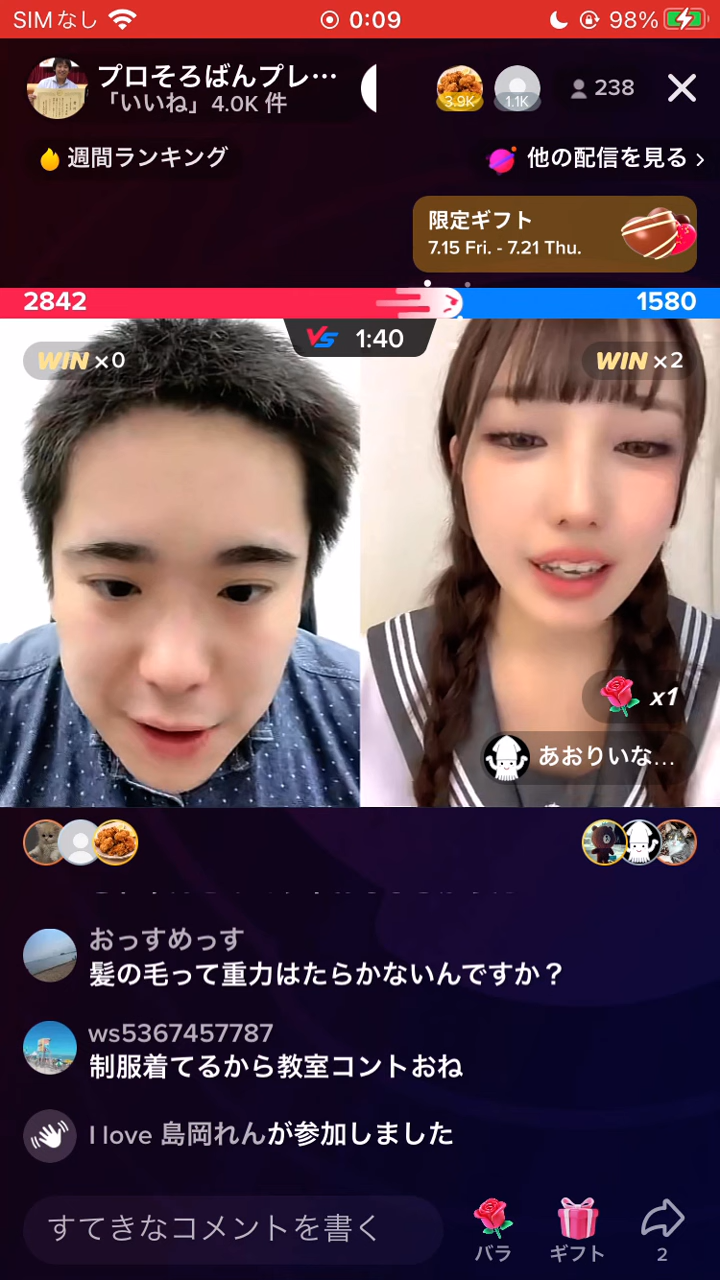 SIMなし
0:09
98%
プロそろばんプレ…
「いいね」4.0K 件
3.9K
1.1K
238
週間ランキング
他の配信を見る
限定ギフト
7.15 Fri. - 7.21 Thu.
2842
1580
VS 1:40
WIN x0
WIN x2
x1
あおりいな...
おっすめっす
髪の毛って重力はたらかないんですか？
ws5367457787
制服着てるから教室コントおね
I love 島岡れんが参加しました
すてきなコメントを書く
バラ
ギフト
2